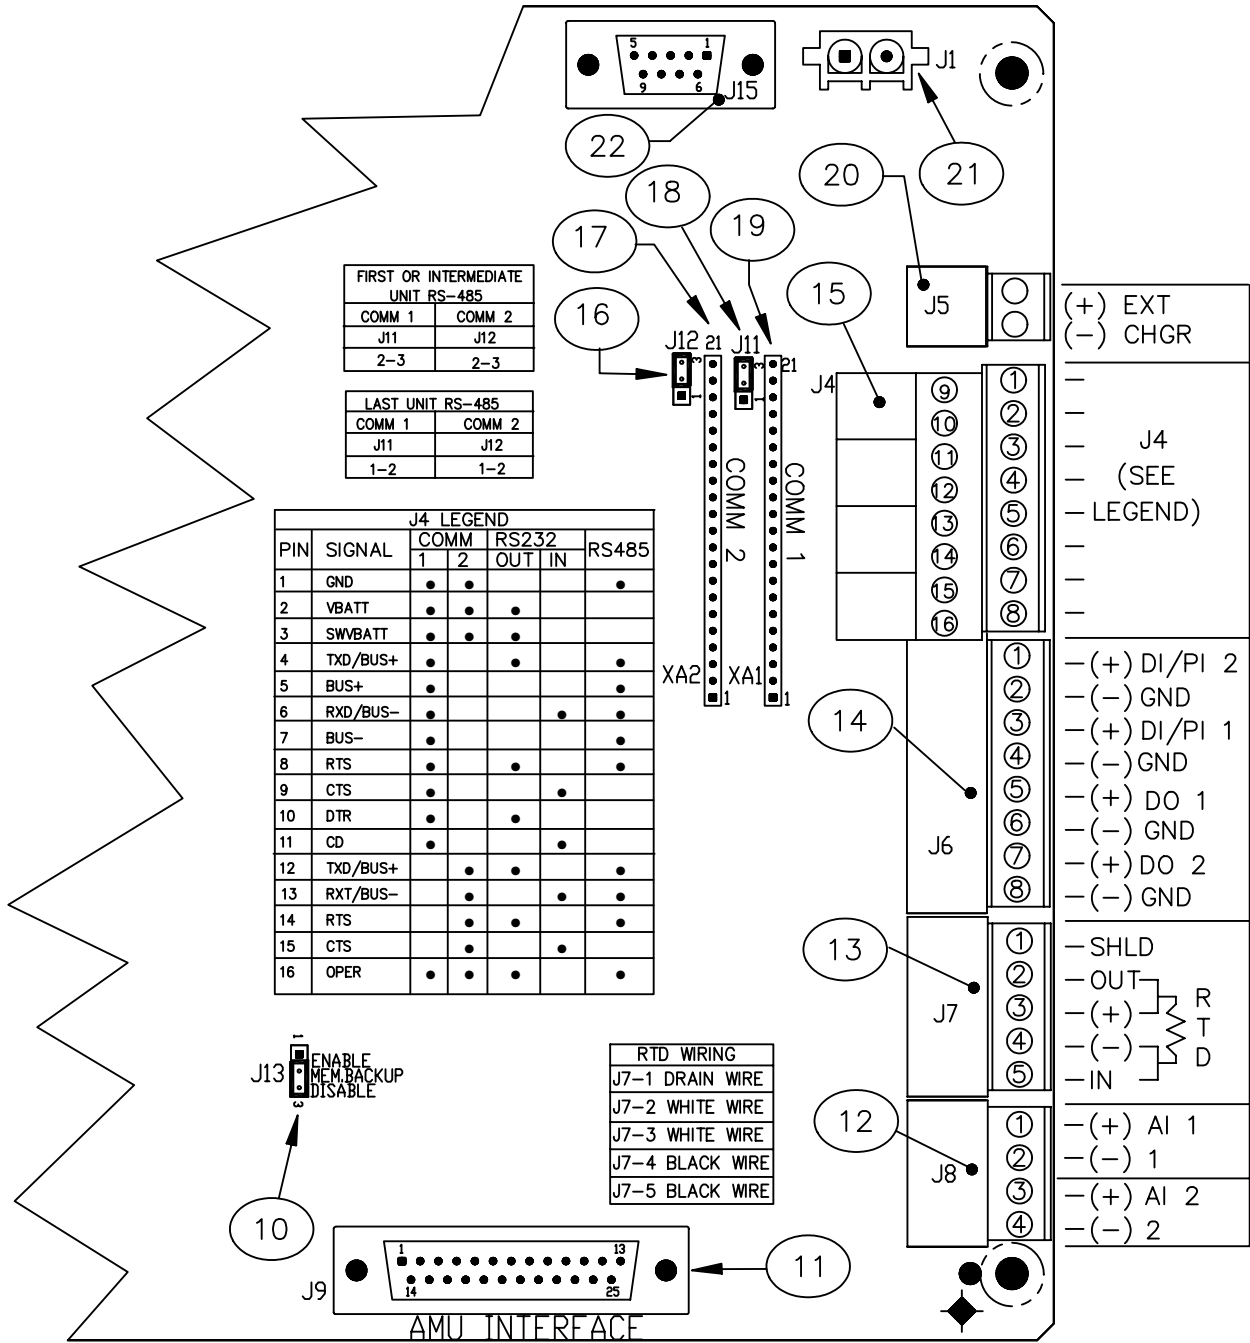 5 1
9 6
J15
J1
22
21
20
18
19
17
15
16
J5
(+) EXT
(−) CHGR
FIRST OR INTERMEDIATE
UNIT RS-485
COMM 1 COMM 2
J11 J12
2-3 2-3
LAST UNIT RS-485
COMM 1 COMM 2
J11 J12
1-2 1-2
J12 21 J11 21
3 3
1 1
COMM 2
COMM 1
XA2 1 XA1 1
J4
9
10
11
12
13
14
15
16
1
2
3
4
5
6
7
8
J4
(SEE
LEGEND)
J4 LEGEND
PIN SIGNAL COMM RS232 RS485
1 2 OUT IN
1 GND ● ● ●
2 VBATT ● ● ●
3 SWVBATT ● ● ●
4 TXD/BUS+ ● ● ●
5 BUS+ ● ●
6 RXD/BUS- ● ● ●
7 BUS- ● ●
8 RTS ● ● ●
9 CTS ● ●
10 DTR ● ●
11 CD ● ●
12 TXD/BUS+ ● ● ●
13 RXT/BUS- ● ● ●
14 RTS ● ● ●
15 CTS ● ●
16 OPER ● ● ● ●
14
J6
1 −(+) DI/PI 2
2 −(−) GND
3 −(+) DI/PI 1
4 −(−) GND
5 −(+) DO 1
6 −(−) GND
7 −(+) DO 2
8 −(−) GND
13
J7
1 − SHLD
2 − OUT
3 −(+)
4 −(−)
5 − IN
R
T
D
1
J13 ENABLE
MEM.BACKUP
DISABLE
3
10
RTD WIRING
J7-1 DRAIN WIRE
J7-2 WHITE WIRE
J7-3 WHITE WIRE
J7-4 BLACK WIRE
J7-5 BLACK WIRE
12
J8
1 −(+) AI 1
2 −(−) 1
3 −(+) AI 2
4 −(−) 2
1 13
14 25
J9
11
AMU INTERFACE